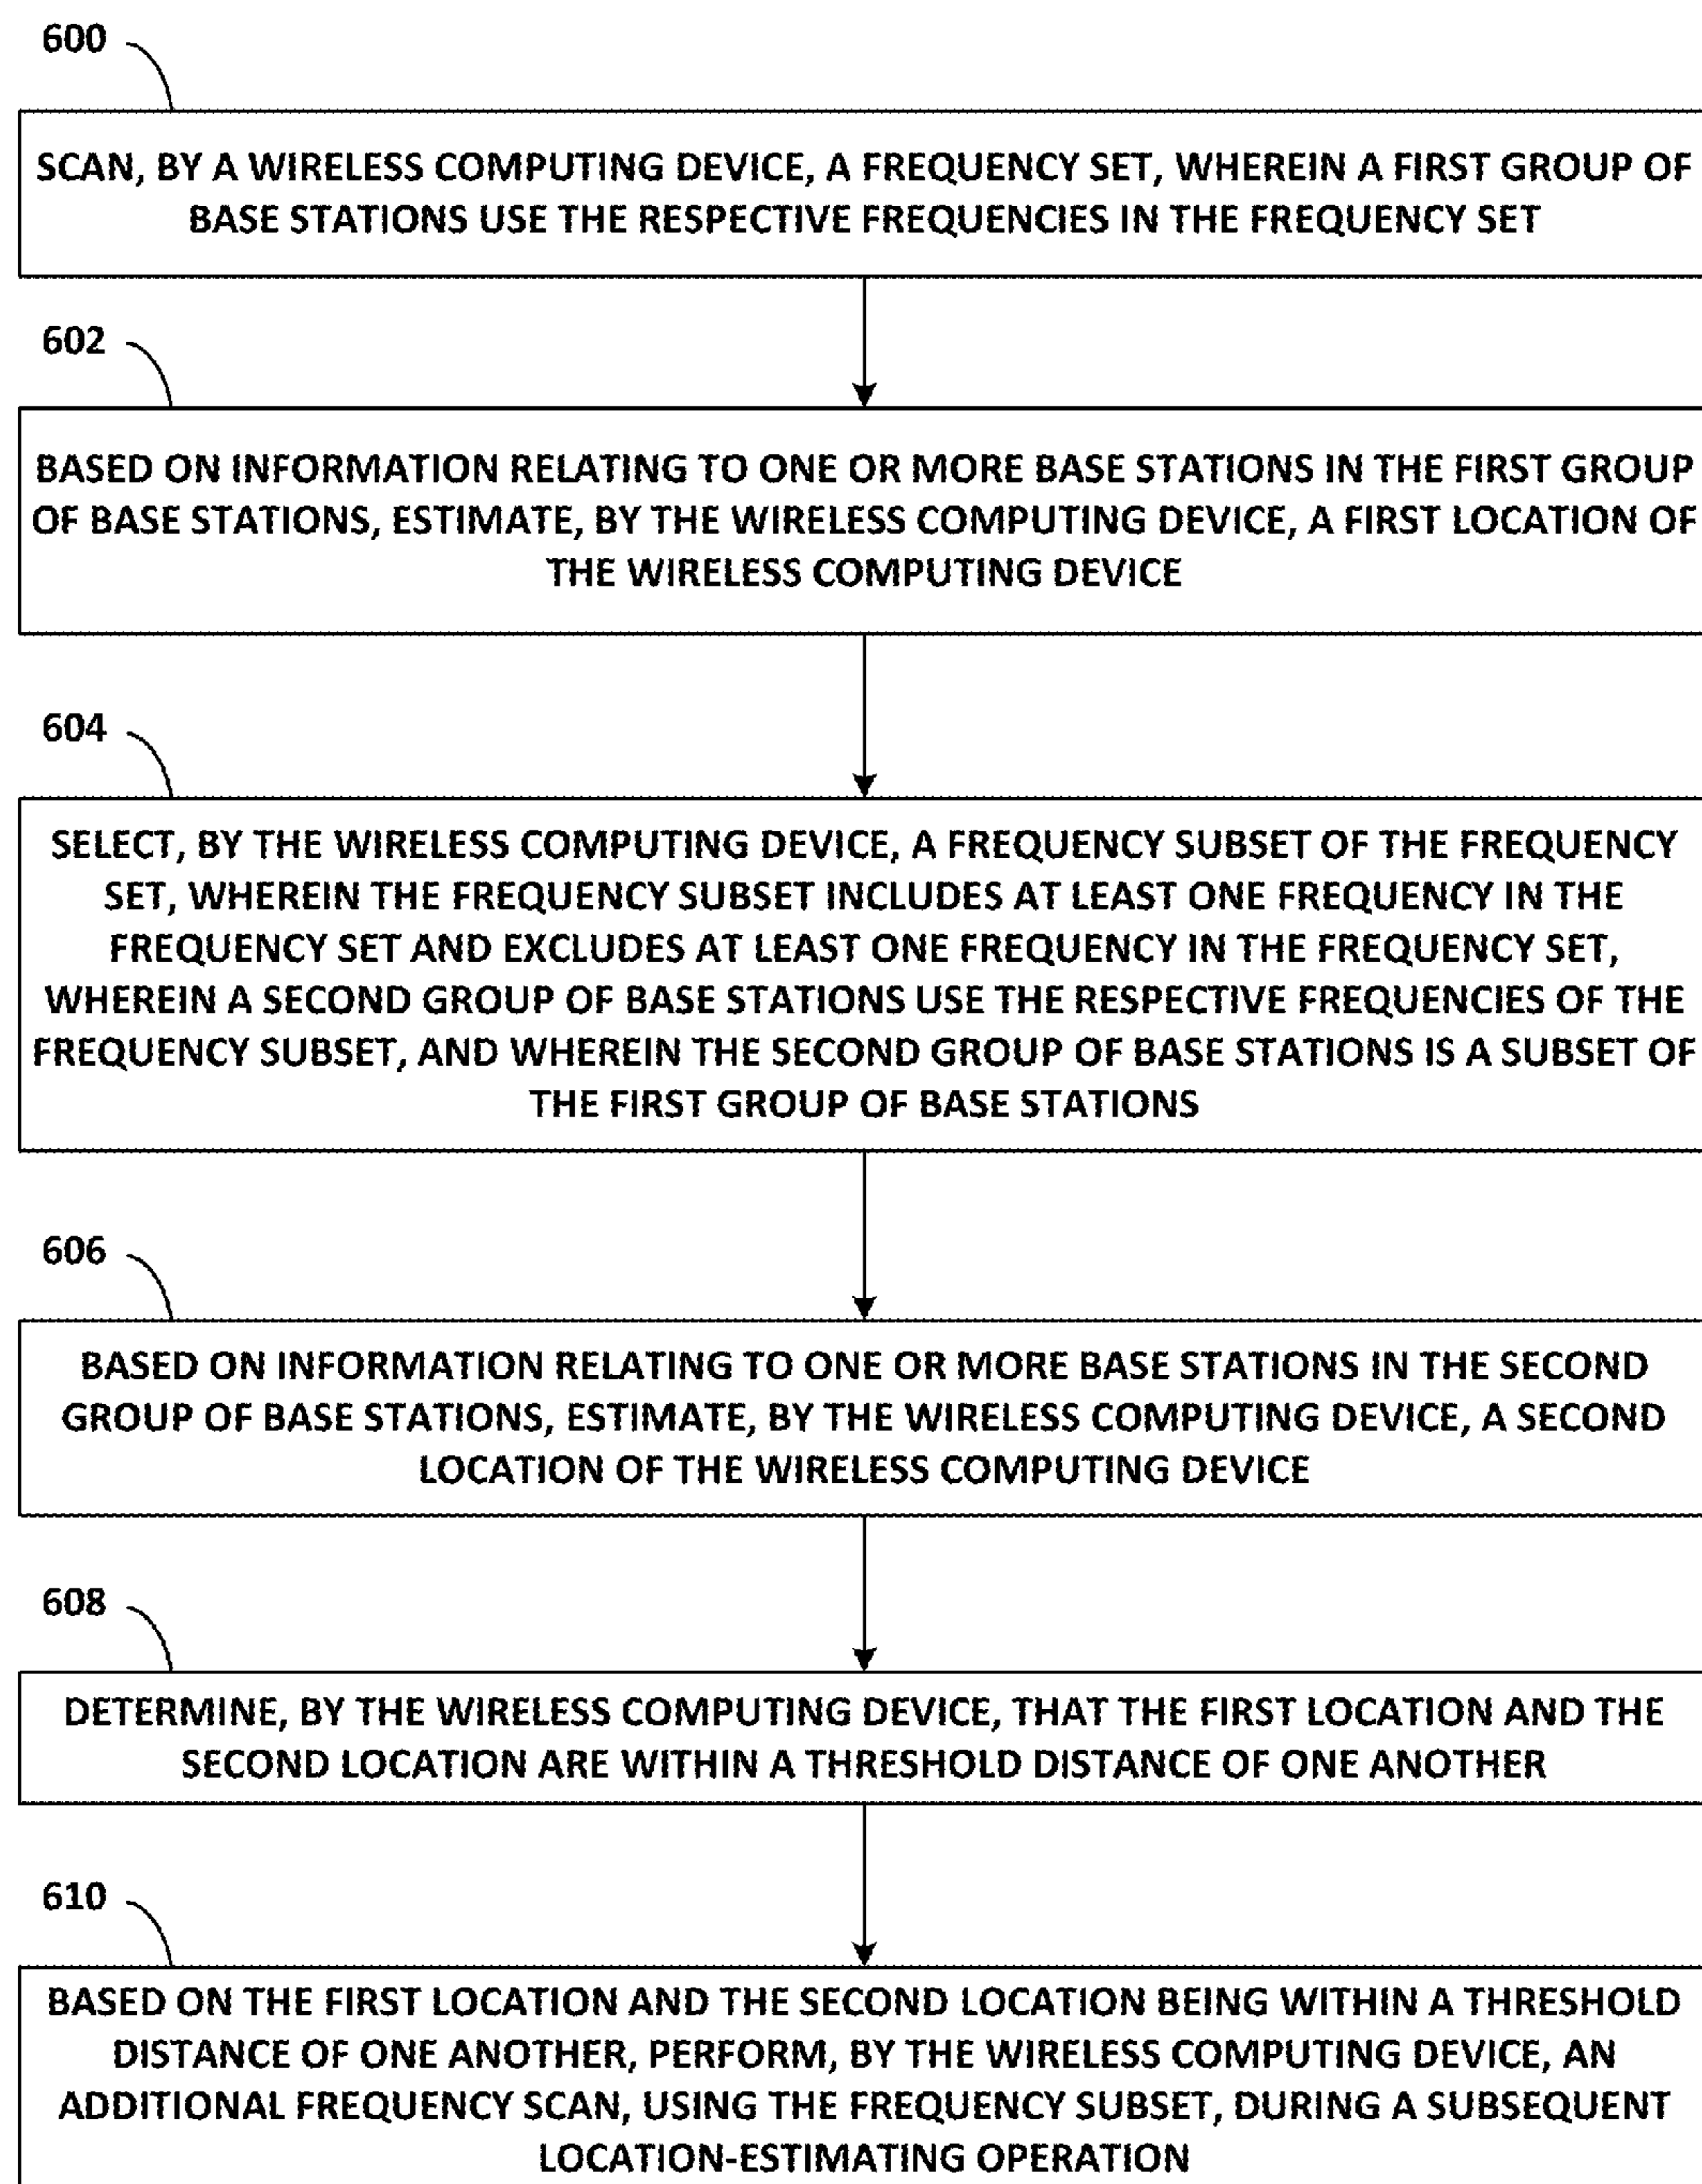 600
SCAN, BY A WIRELESS COMPUTING DEVICE, A FREQUENCY SET, WHEREIN A FIRST GROUP OF
BASE STATIONS USE THE RESPECTIVE FREQUENCIES IN THE FREQUENCY SET
602
BASED ON INFORMATION RELATING TO ONE OR MORE BASE STATIONS IN THE FIRST GROUP
OF BASE STATIONS, ESTIMATE, BY THE WIRELESS COMPUTING DEVICE, A FIRST LOCATION OF
THE WIRELESS COMPUTING DEVICE
604
SELECT, BY THE WIRELESS COMPUTING DEVICE, A FREQUENCY SUBSET OF THE FREQUENCY
SET, WHEREIN THE FREQUENCY SUBSET INCLUDES AT LEAST ONE FREQUENCY IN THE
FREQUENCY SET AND EXCLUDES AT LEAST ONE FREQUENCY IN THE FREQUENCY SET,
WHEREIN A SECOND GROUP OF BASE STATIONS USE THE RESPECTIVE FREQUENCIES OF THE
FREQUENCY SUBSET, AND WHEREIN THE SECOND GROUP OF BASE STATIONS IS A SUBSET OF
THE FIRST GROUP OF BASE STATIONS
606
BASED ON INFORMATION RELATING TO ONE OR MORE BASE STATIONS IN THE SECOND
GROUP OF BASE STATIONS, ESTIMATE, BY THE WIRELESS COMPUTING DEVICE, A SECOND
LOCATION OF THE WIRELESS COMPUTING DEVICE
608
DETERMINE, BY THE WIRELESS COMPUTING DEVICE, THAT THE FIRST LOCATION AND THE
SECOND LOCATION ARE WITHIN A THRESHOLD DISTANCE OF ONE ANOTHER
610
BASED ON THE FIRST LOCATION AND THE SECOND LOCATION BEING WITHIN A THRESHOLD
DISTANCE OF ONE ANOTHER, PERFORM, BY THE WIRELESS COMPUTING DEVICE, AN
ADDITIONAL FREQUENCY SCAN, USING THE FREQUENCY SUBSET, DURING A SUBSEQUENT
LOCATION-ESTIMATING OPERATION